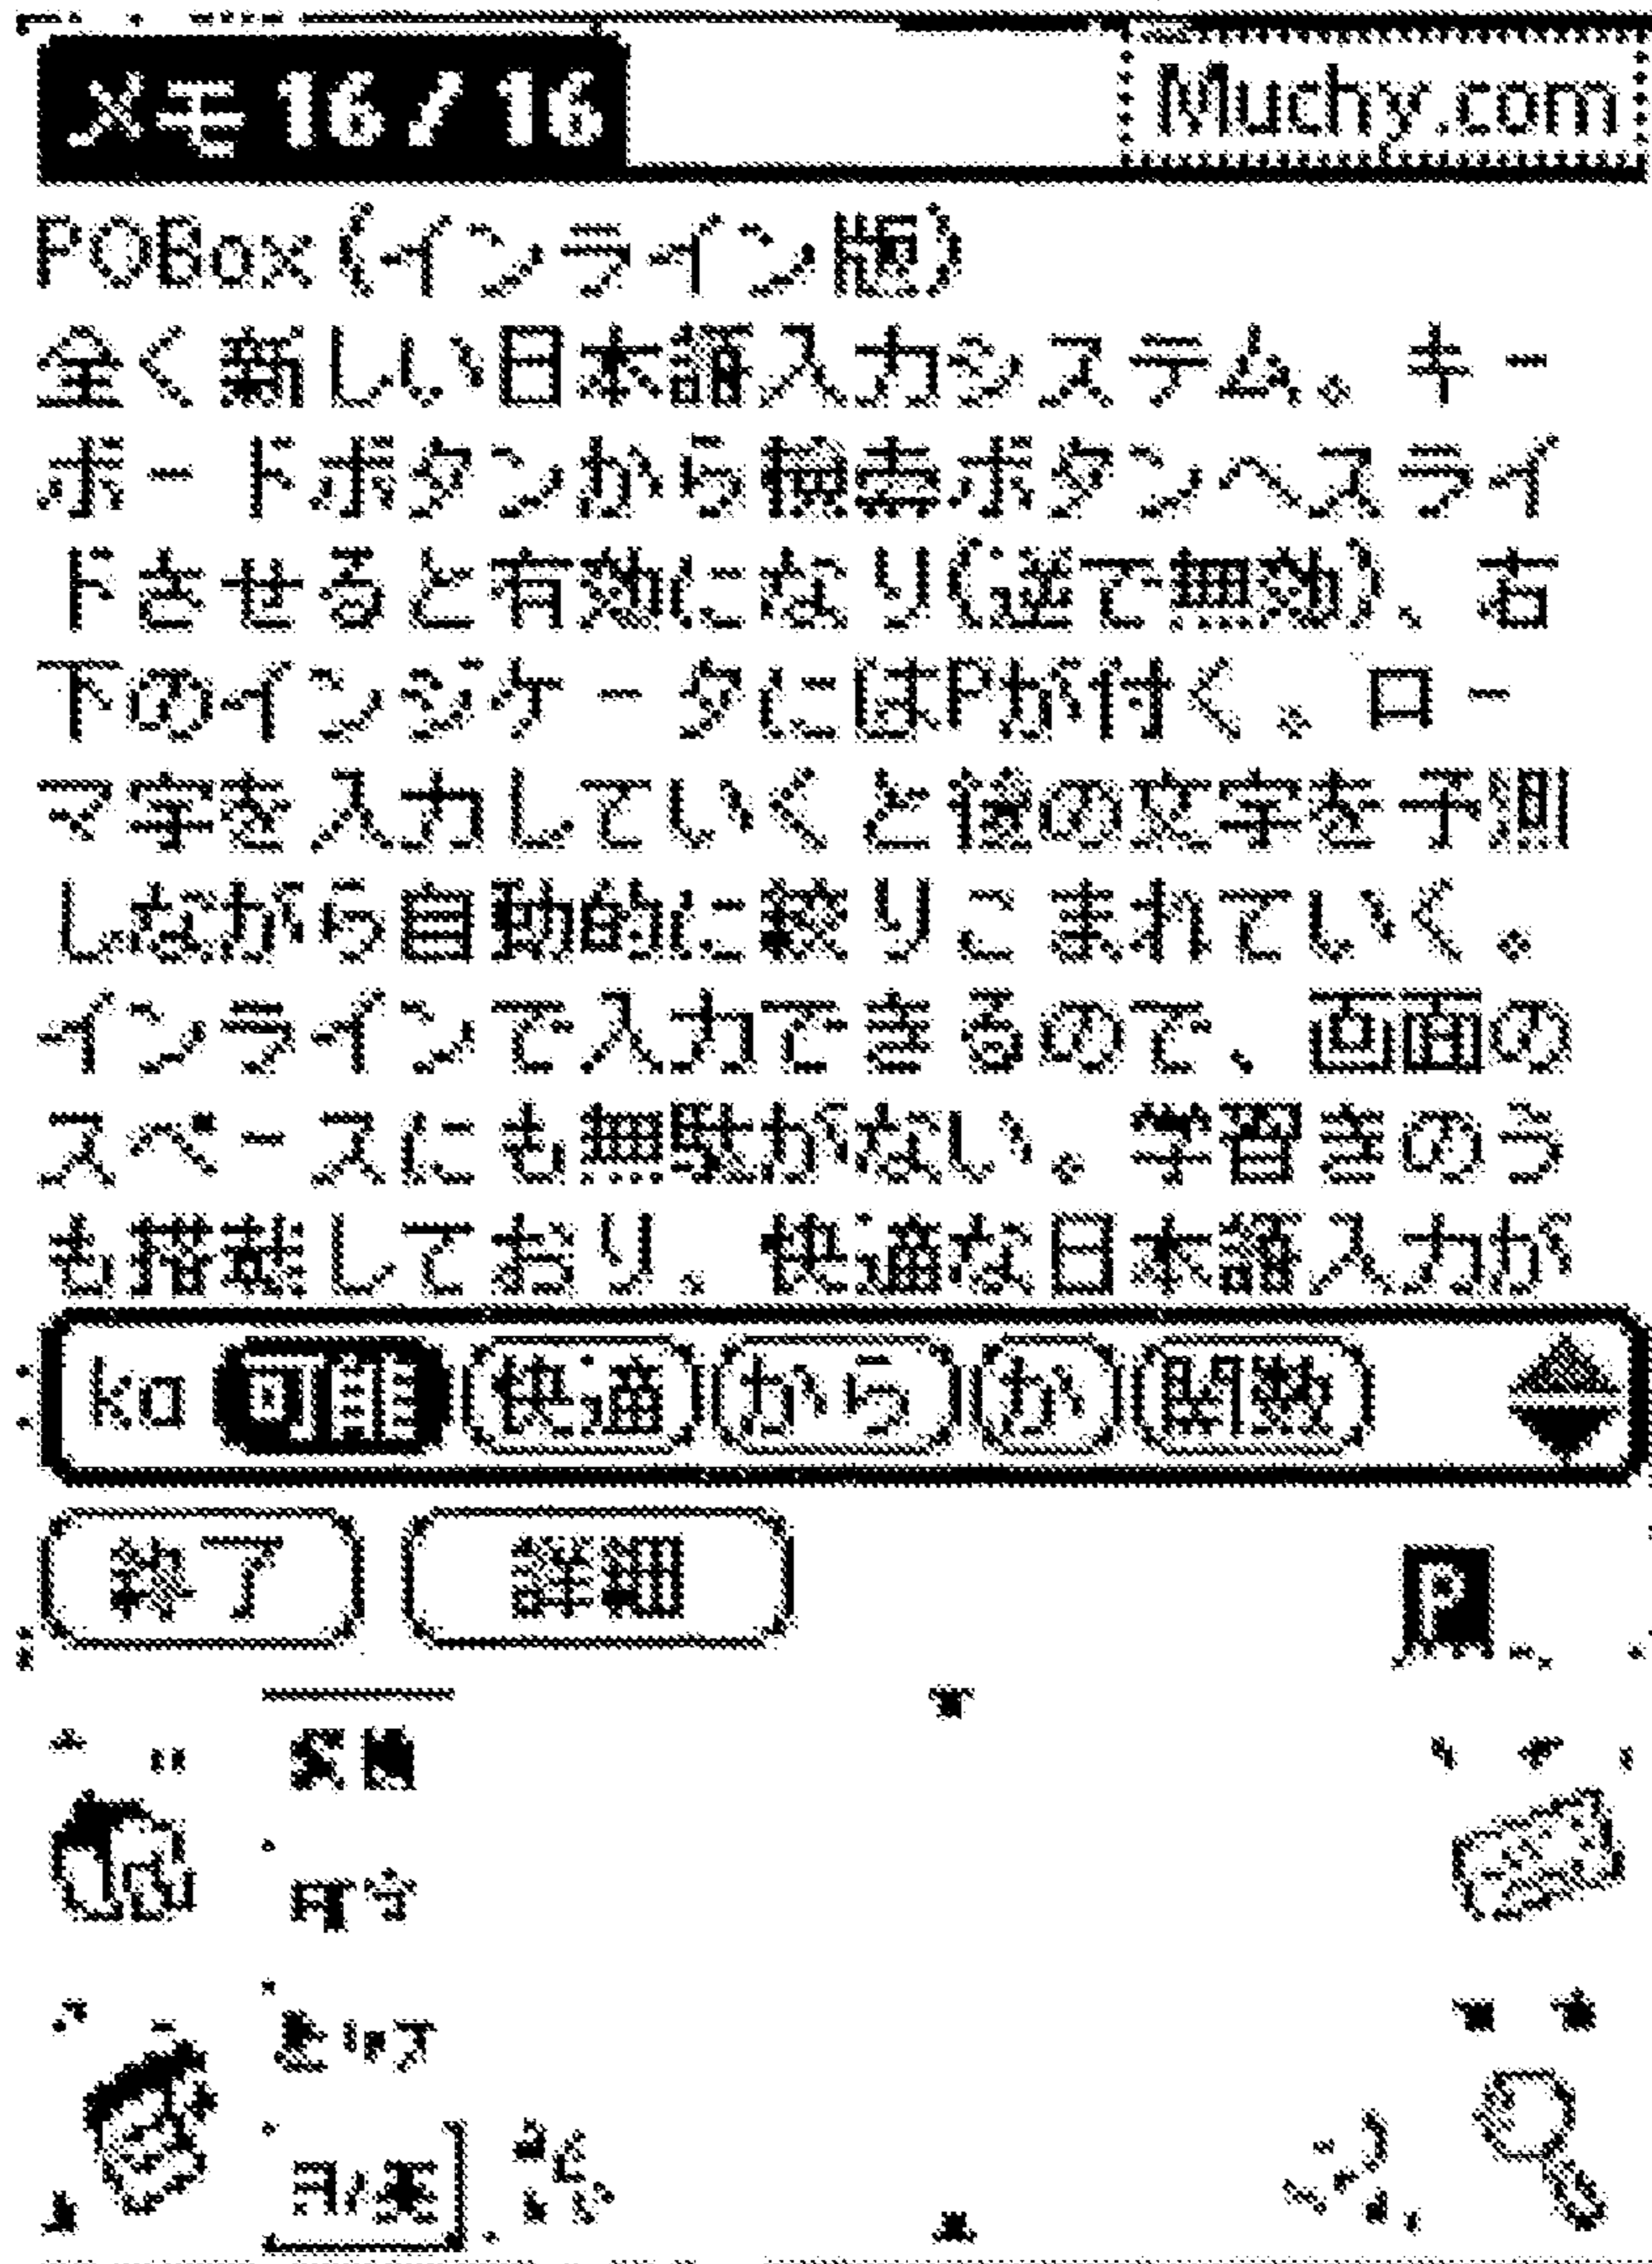 メモ 16 / 16
Muchy.com
POBox (インライン版)
全く新しい日本語入力システム。キー
ボードボタンから検索ボタンへスライ
ドさせると有効になり(逆で無効)、右
下のインジケータにはPが付く。ロー
マ字を入力していくと後の文字を予測
しながら自動的に絞りこまれていく。
インラインで入力できるので、画面の
スペースにも無駄がない。学習きのう
も搭載しており、快適な日本語入力が
ka 可能 快適 から が 関数
終了 詳細
P